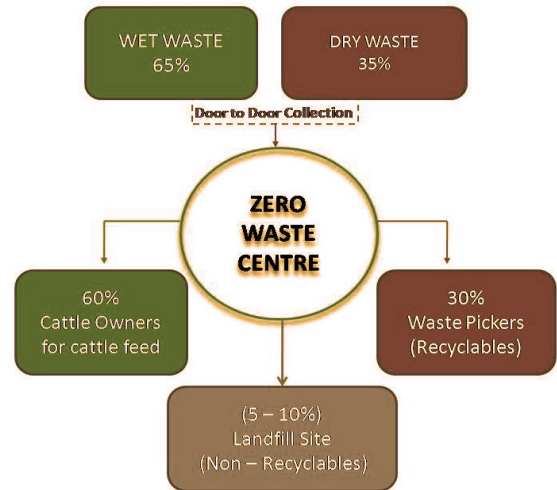 WET WASTE
65%
DRY WASTE
35%
Door to Door Collection
ZERO
WASTE
CENTRE
60%
Cattle Owners
for cattle feed
30%
Waste Pickers
(Recyclables)
(5 – 10%)
Landfill Site
(Non – Recyclables)